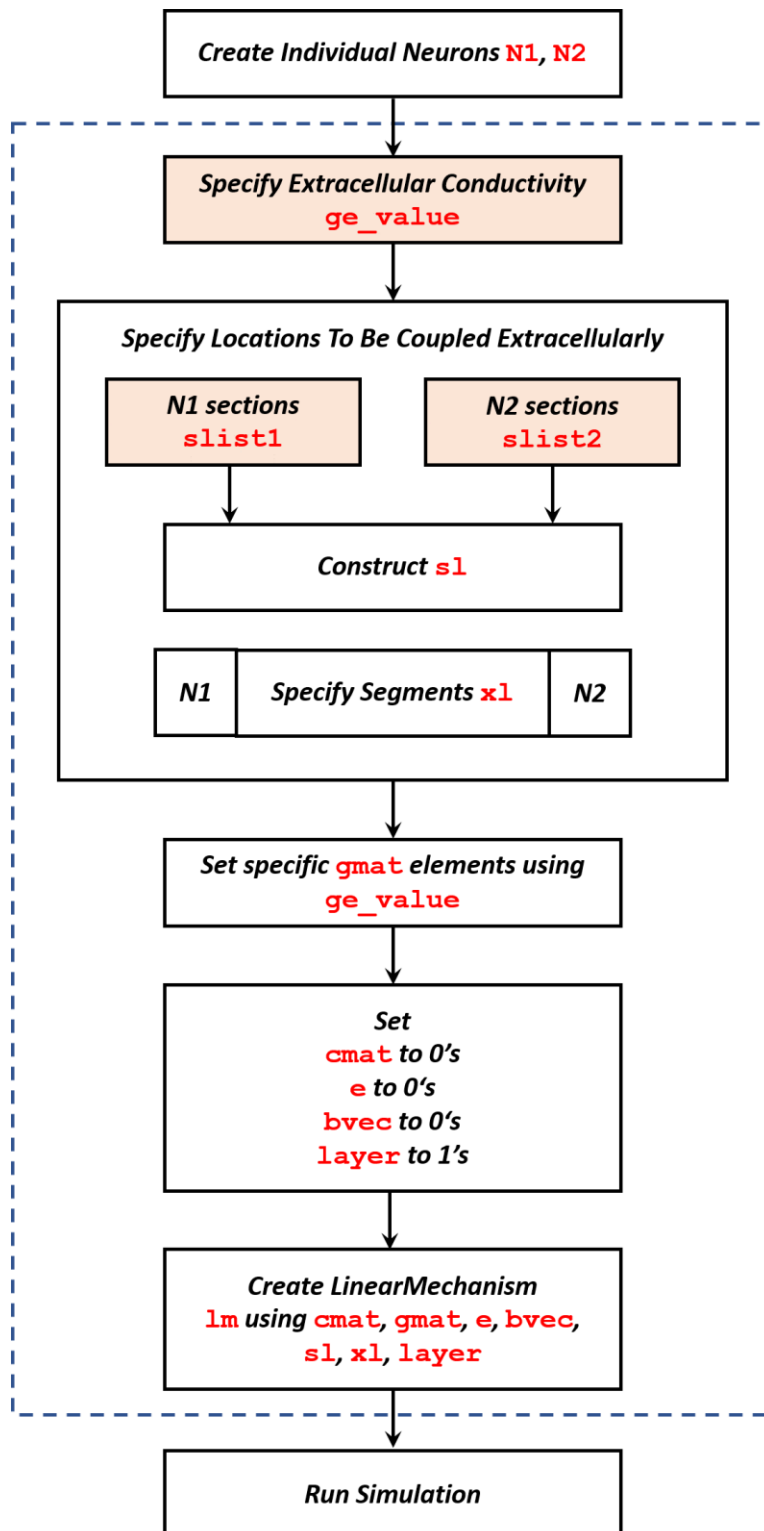 Create Individual Neurons N1, N2
Specify Extracellular Conductivity
ge_value
Specify Locations To Be Coupled Extracellularly
N1 sections
slist1
N2 sections
slist2
Construct sl
N1
Specify Segments xl
N2
Set specific gmat elements using
ge_value
Set
cmat to 0’s
e to 0‘s
bvec to 0’s
layer to 1’s
Create LinearMechanism
lm using cmat, gmat, e, bvec,
sl, xl, layer
Run Simulation